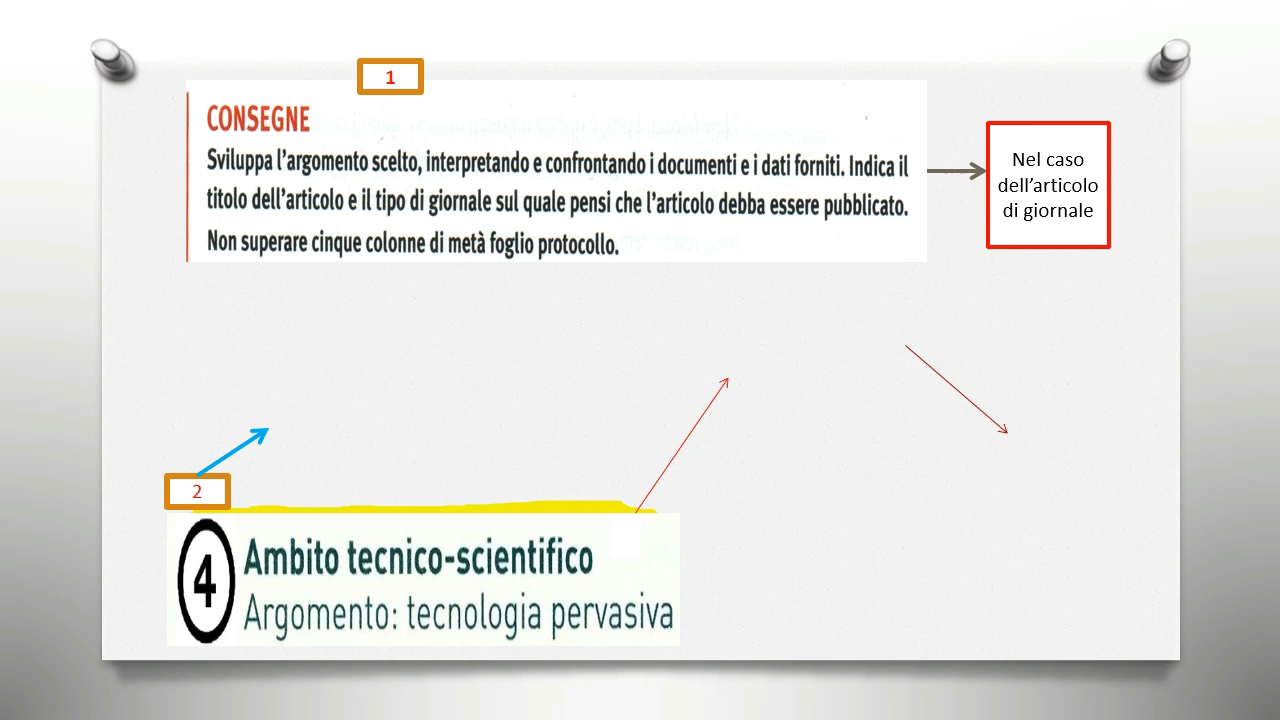 1
CONSEGNE
Sviluppa l'argomento scelto, interpretando e confrontando i documenti e i dati forniti. Indica il
titolo dell'articolo e il tipo di giornale sul quale pensi che l'articolo debba essere pubblicato.
Non superare cinque colonne di metà foglio protocollo.
Nel caso
dell'articolo
di giornale
2
4
Ambito tecnico-scientifico
Argomento: tecnologia pervasiva